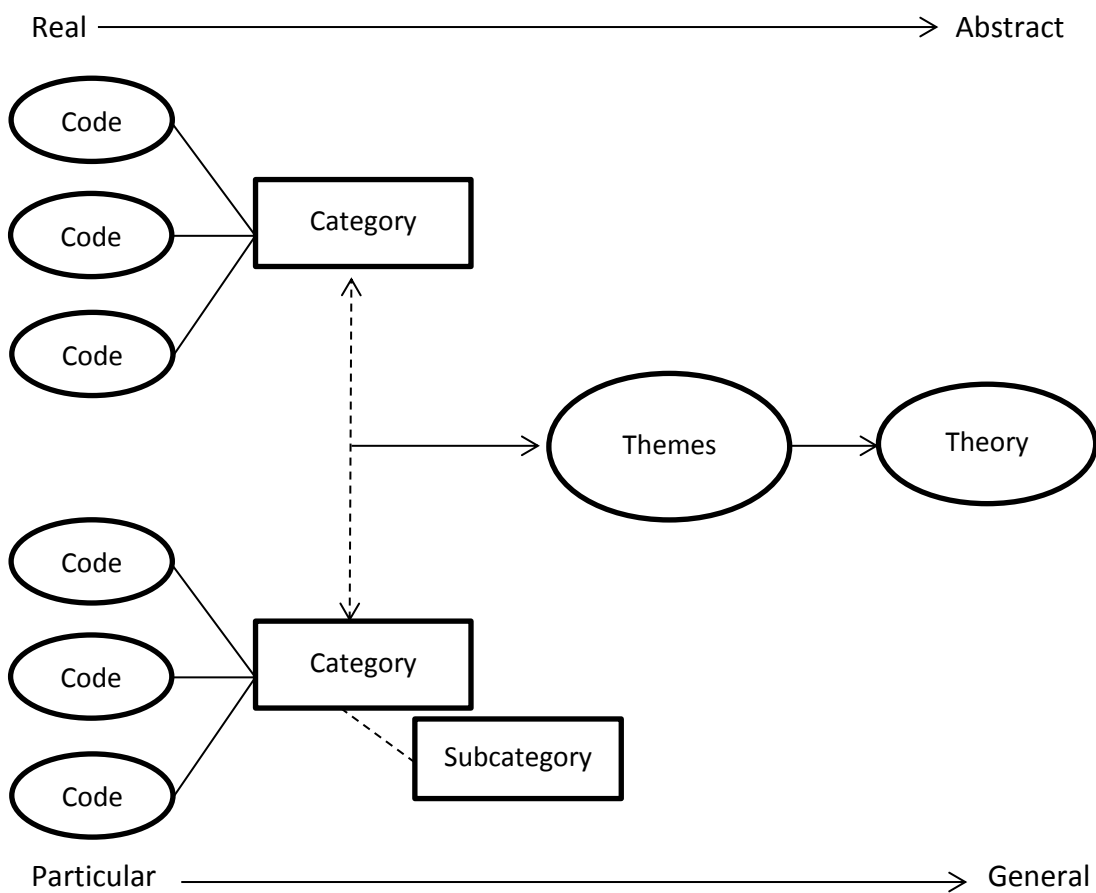 Real
Abstract
Code
Code
Code
Category
Themes
Theory
Code
Code
Code
Category
Subcategory
Particular
General